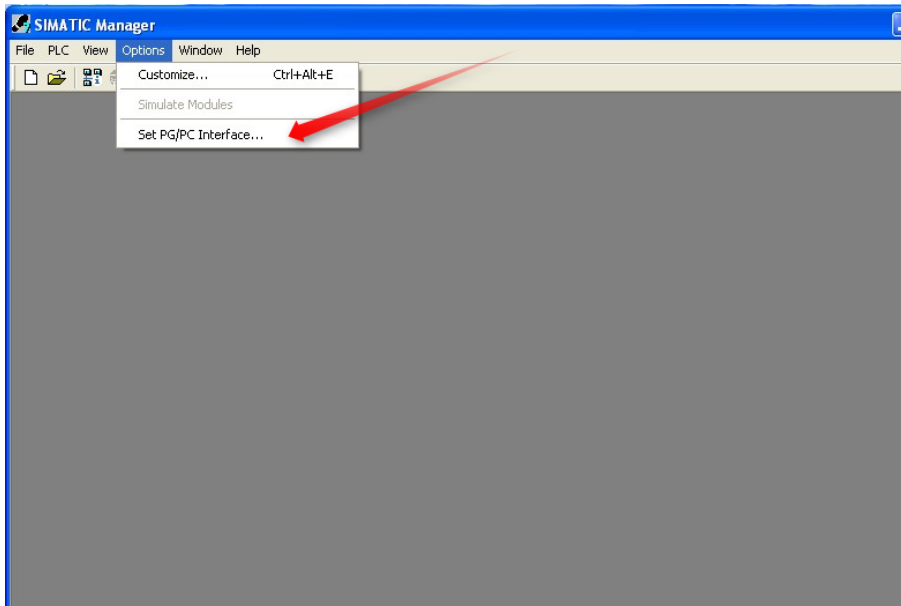 SIMATIC Manager
File PLC View Options Window Help
Customize... Ctrl+Alt+E
Simulate Modules
Set PG/PC Interface...